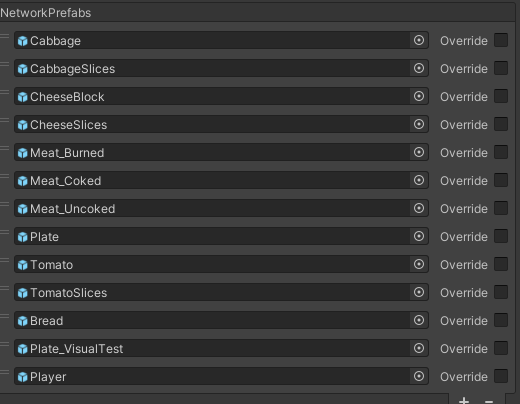 NetworkPrefabs
Cabbage Override
CabbageSlices Override
CheeseBlock Override
CheeseSlices Override
Meat_Burned Override
Meat_Coked Override
Meat_Uncoked Override
Plate Override
Tomato Override
TomatoSlices Override
Bread Override
Plate_VisualTest Override
Player Override
+ −